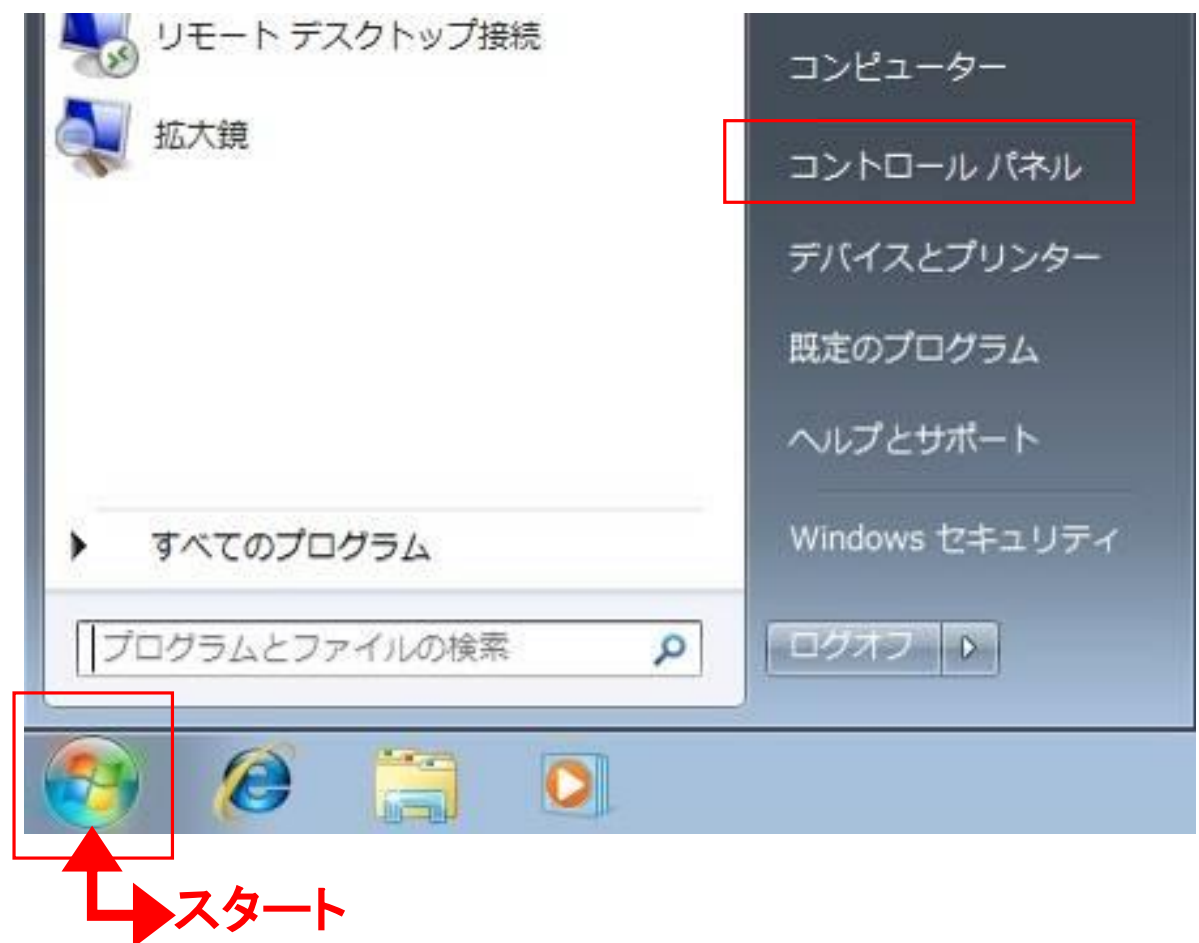 リモート デスクトップ接続
拡大鏡
すべてのプログラム
プログラムとファイルの検索
コンピューター
コントロール パネル
デバイスとプリンター
既定のプログラム
ヘルプとサポート
Windows セキュリティ
ログオフ
スタート